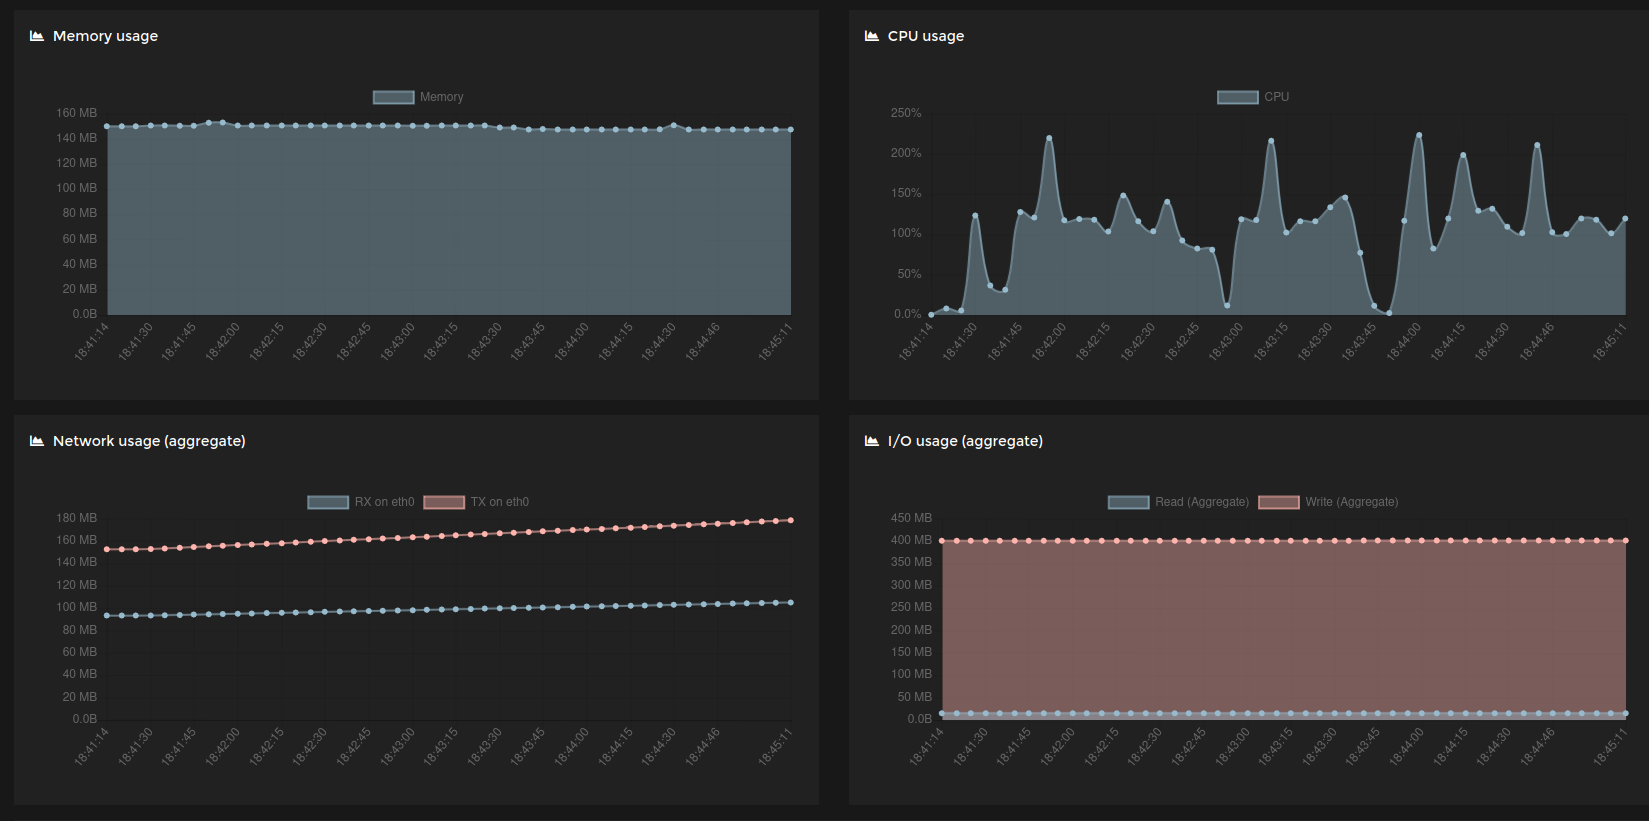 Memory usage
Memory
160 MB
140 MB
120 MB
100 MB
80 MB
60 MB
40 MB
20 MB
0.0B
18:41:14 18:41:30 18:41:45 18:42:00 18:42:15 18:42:30 18:42:45 18:43:00 18:43:15 18:43:30 18:43:45 18:44:00 18:44:15 18:44:30 18:44:46 18:45:11
CPU usage
CPU
250%
200%
150%
100%
50%
0.0%
18:41:14 18:41:30 18:41:45 18:42:00 18:42:15 18:42:30 18:42:45 18:43:00 18:43:15 18:43:30 18:43:45 18:44:00 18:44:15 18:44:30 18:44:46 18:45:11
Network usage (aggregate)
RX on eth0 TX on eth0
180 MB
160 MB
140 MB
120 MB
100 MB
80 MB
60 MB
40 MB
20 MB
0.0B
18:41:14 18:41:30 18:41:45 18:42:00 18:42:15 18:42:30 18:42:45 18:43:00 18:43:15 18:43:30 18:43:45 18:44:00 18:44:15 18:44:30 18:44:46 18:45:11
I/O usage (aggregate)
Read (Aggregate) Write (Aggregate)
450 MB
400 MB
350 MB
300 MB
250 MB
200 MB
150 MB
100 MB
50 MB
0.0B
18:41:14 18:41:30 18:41:45 18:42:00 18:42:15 18:42:30 18:42:45 18:43:00 18:43:15 18:43:30 18:43:45 18:44:00 18:44:15 18:44:30 18:44:46 18:45:11